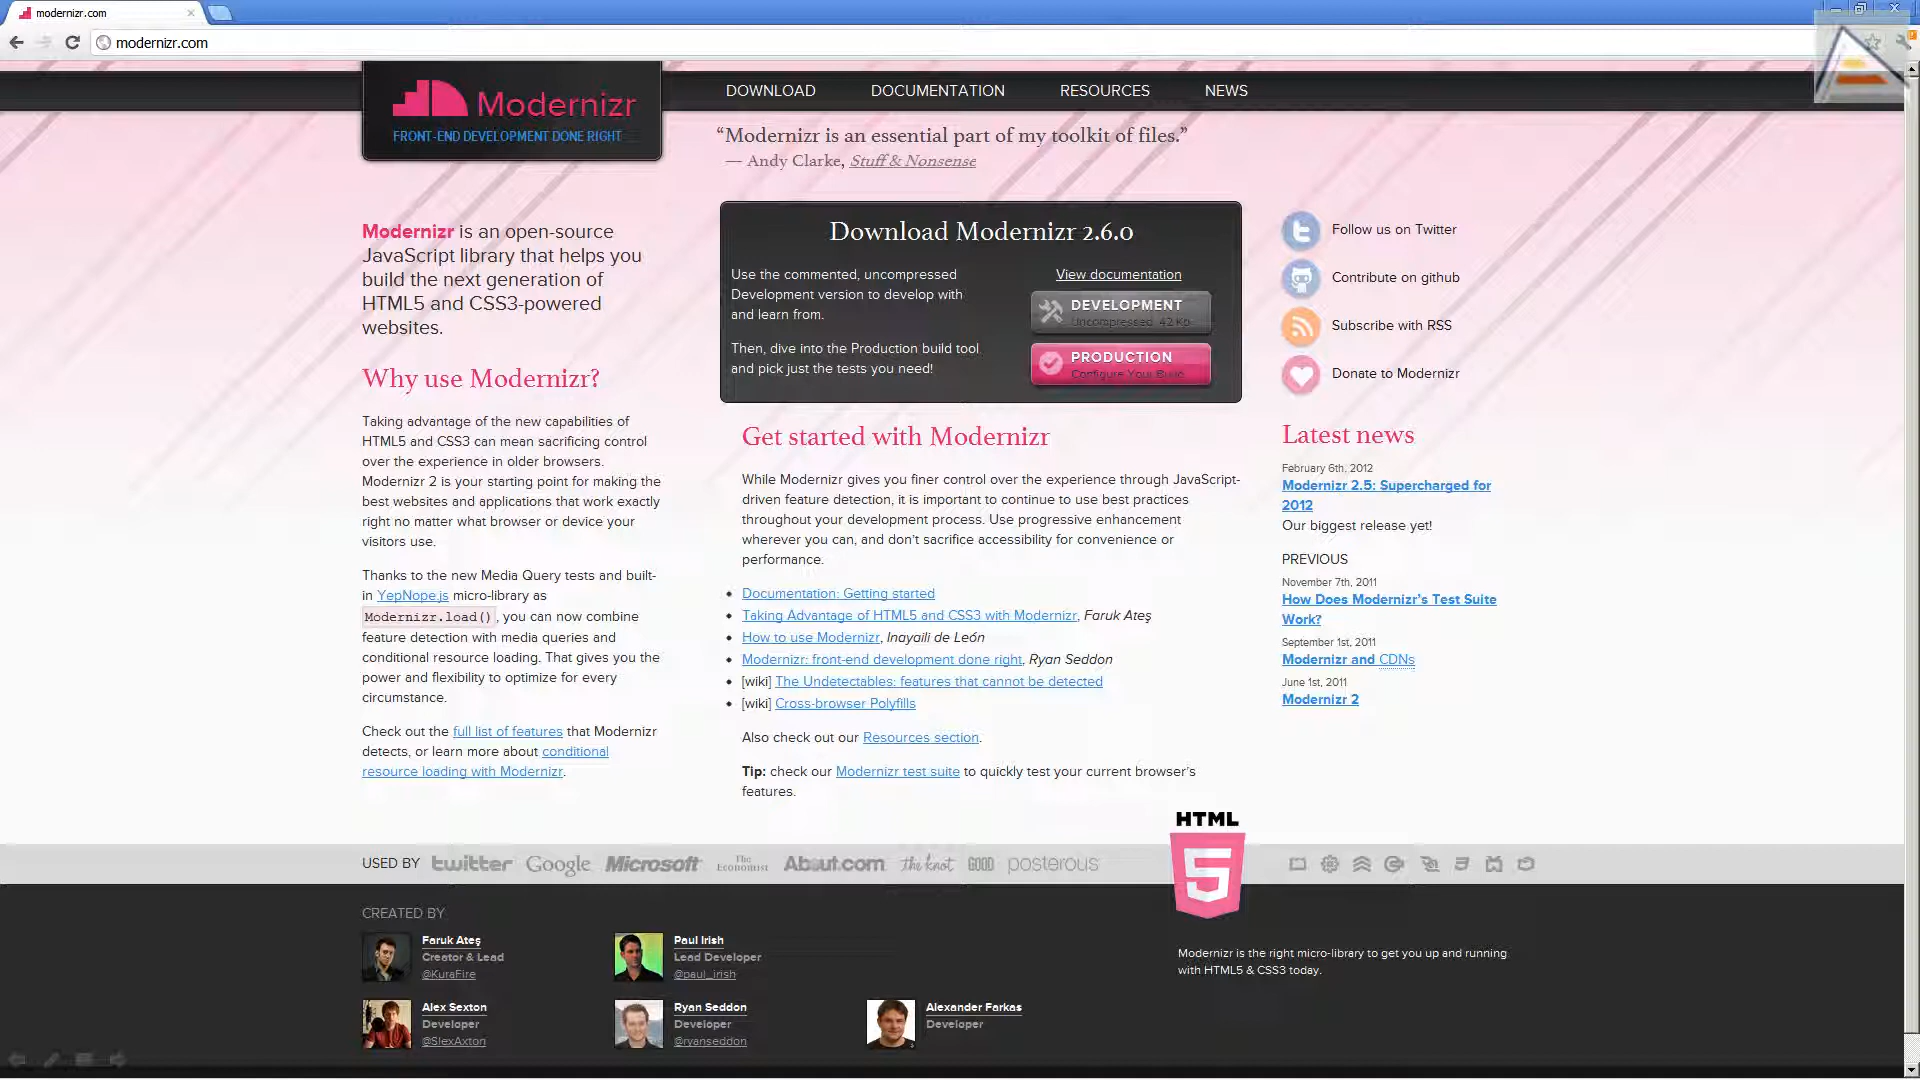 modernizr.com
modernizr.com
Modernizr
FRONT-END DEVELOPMENT DONE RIGHT
DOWNLOAD
DOCUMENTATION
RESOURCES
NEWS
“Modernizr is an essential part of my toolkit of files.”
— Andy Clarke, Stuff & Nonsense
Modernizr is an open-source
JavaScript library that helps you
build the next generation of
HTML5 and CSS3-powered
websites.
Why use Modernizr?
Taking advantage of the new capabilities of
HTML5 and CSS3 can mean sacrificing control
over the experience in older browsers.
Modernizr 2 is your starting point for making the
best websites and applications that work exactly
right no matter what browser or device your
visitors use.
Thanks to the new Media Query tests and built-
in YepNope.js micro-library as
Modernizr.load(), you can now combine
feature detection with media queries and
conditional resource loading. That gives you the
power and flexibility to optimize for every
circumstance.
Check out the full list of features that Modernizr
detects, or learn more about conditional
resource loading with Modernizr.
Download Modernizr 2.6.0
Use the commented, uncompressed
Development version to develop with
and learn from.
Then, dive into the Production build tool
and pick just the tests you need!
View documentation
DEVELOPMENT
Uncompressed, 42 Kb
PRODUCTION
Configure Your Build
Get started with Modernizr
While Modernizr gives you finer control over the experience through JavaScript-
driven feature detection, it is important to continue to use best practices
throughout your development process. Use progressive enhancement
wherever you can, and don’t sacrifice accessibility for convenience or
performance.
• Documentation: Getting started
• Taking Advantage of HTML5 and CSS3 with Modernizr, Faruk Ateş
• How to use Modernizr, Inayaili de León
• Modernizr: front-end development done right, Ryan Seddon
• [wiki] The Undetectables: features that cannot be detected
• [wiki] Cross-browser Polyfills
Also check out our Resources section.
Tip: check our Modernizr test suite to quickly test your current browser’s
features.
Follow us on Twitter
Contribute on github
Subscribe with RSS
Donate to Modernizr
Latest news
February 6th, 2012
Modernizr 2.5: Supercharged for
2012
Our biggest release yet!
PREVIOUS
November 7th, 2011
How Does Modernizr’s Test Suite
Work?
September 1st, 2011
Modernizr and CDNs
June 1st, 2011
Modernizr 2
USED BY twitter Google Microsoft The Economist About.com the knot GOOD posterous
HTML
5
CREATED BY
Faruk Ateş
Creator & Lead
@KuraFire
Paul Irish
Lead Developer
@paul_irish
Alex Sexton
Developer
@SlexAxton
Ryan Seddon
Developer
@ryanseddon
Alexander Farkas
Developer
Modernizr is the right micro-library to get you up and running
with HTML5 & CSS3 today.